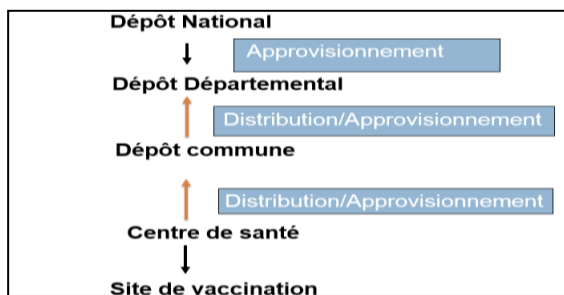 Dépôt National
Approvisionnement
Dépôt Départemental
Distribution/Approvisionnement
Dépôt commune
Distribution/Approvisionnement
Centre de santé
Site de vaccination